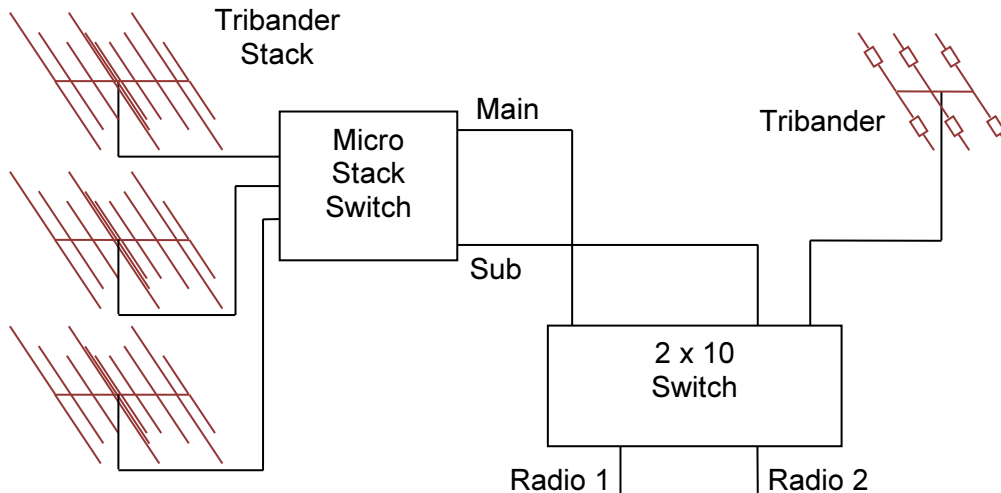 Tribander
Stack
Main
Micro
Stack
Switch
Tribander
Sub
2 x 10
Switch
Radio 1
Radio 2